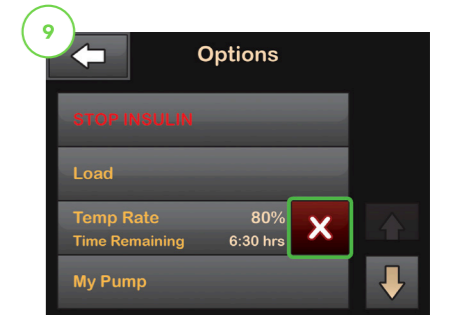 9
Options
STOP INSULIN
Load
Temp Rate 80%
Time Remaining 6:30 hrs
X
My Pump